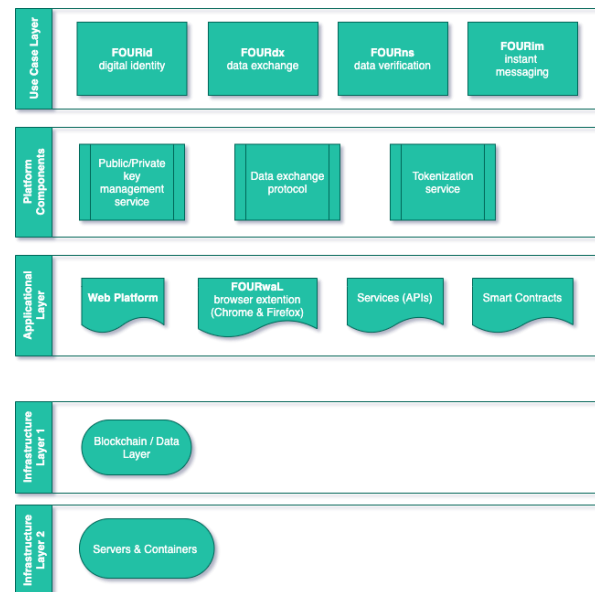 Use Case Layer
FOURid
digital identity
FOURdx
data exchange
FOURns
data verification
FOURim
instant
messaging
Platform
Components
Public/Private
key
management
service
Data exchange
protocol
Tokenization
service
Applicational
Layer
Web Platform
FOURwaL
browser extention
(Chrome & Firefox)
Services (APIs)
Smart Contracts
Infrastructure
Layer 1
Blockchain / Data
Layer
Infrastructure
Layer 2
Servers & Containers